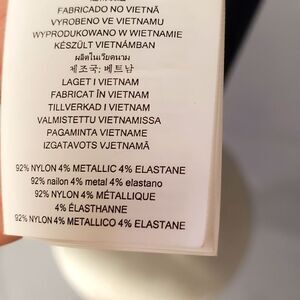 FABRICADO NO VIETNÃ
VYROBENO VE VIETNAMU
WYPRODUKOWANO W WIETNAMIE
KÉSZÜLT VIETNÁMBAN
ผลิตในเวียดนาม
제조국: 베트남
LAGET I VIETNAM
FABRICAT ÎN VIETNAM
TILLVERKAD I VIETNAM
VALMISTETTU VIETNAMISSA
PAGAMINTA VIETNAME
IZGATAVOTS VJETNAMĀ
92% NYLON 4% METALLIC 4% ELASTANE
92% nailon 4% metal 4% elastano
92% NYLON 4% MÉTALLIQUE
4% ÉLASTHANNE
92% NYLON 4% METALLICO 4% ELASTANE